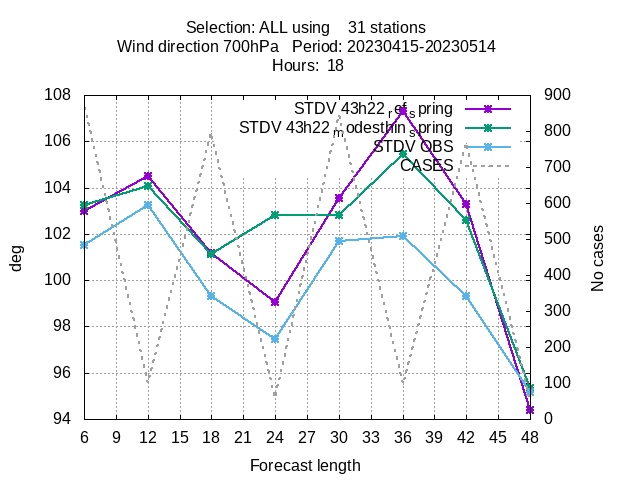 Selection: ALL using 31 stations
Wind direction 700hPa Period: 20230415-20230514
Hours: 18
STDV 43h22_ref_spring
STDV 43h22_modesthin_spring
STDV OBS
CASES
108
106
104
102
100
98
96
94
deg
900
800
700
600
500
400
300
200
100
0
No cases
6 9 12 15 18 21 24 27 30 33 36 39 42 45 48
Forecast length